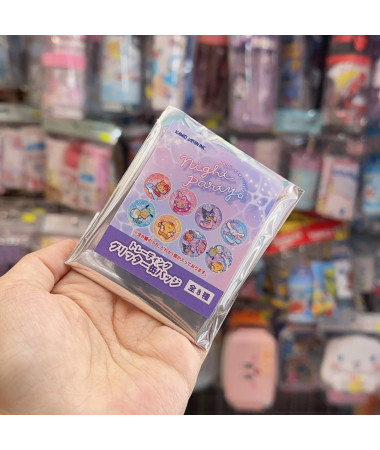 Night
Party
トレーディング
グリッター缶バッジ
全8種